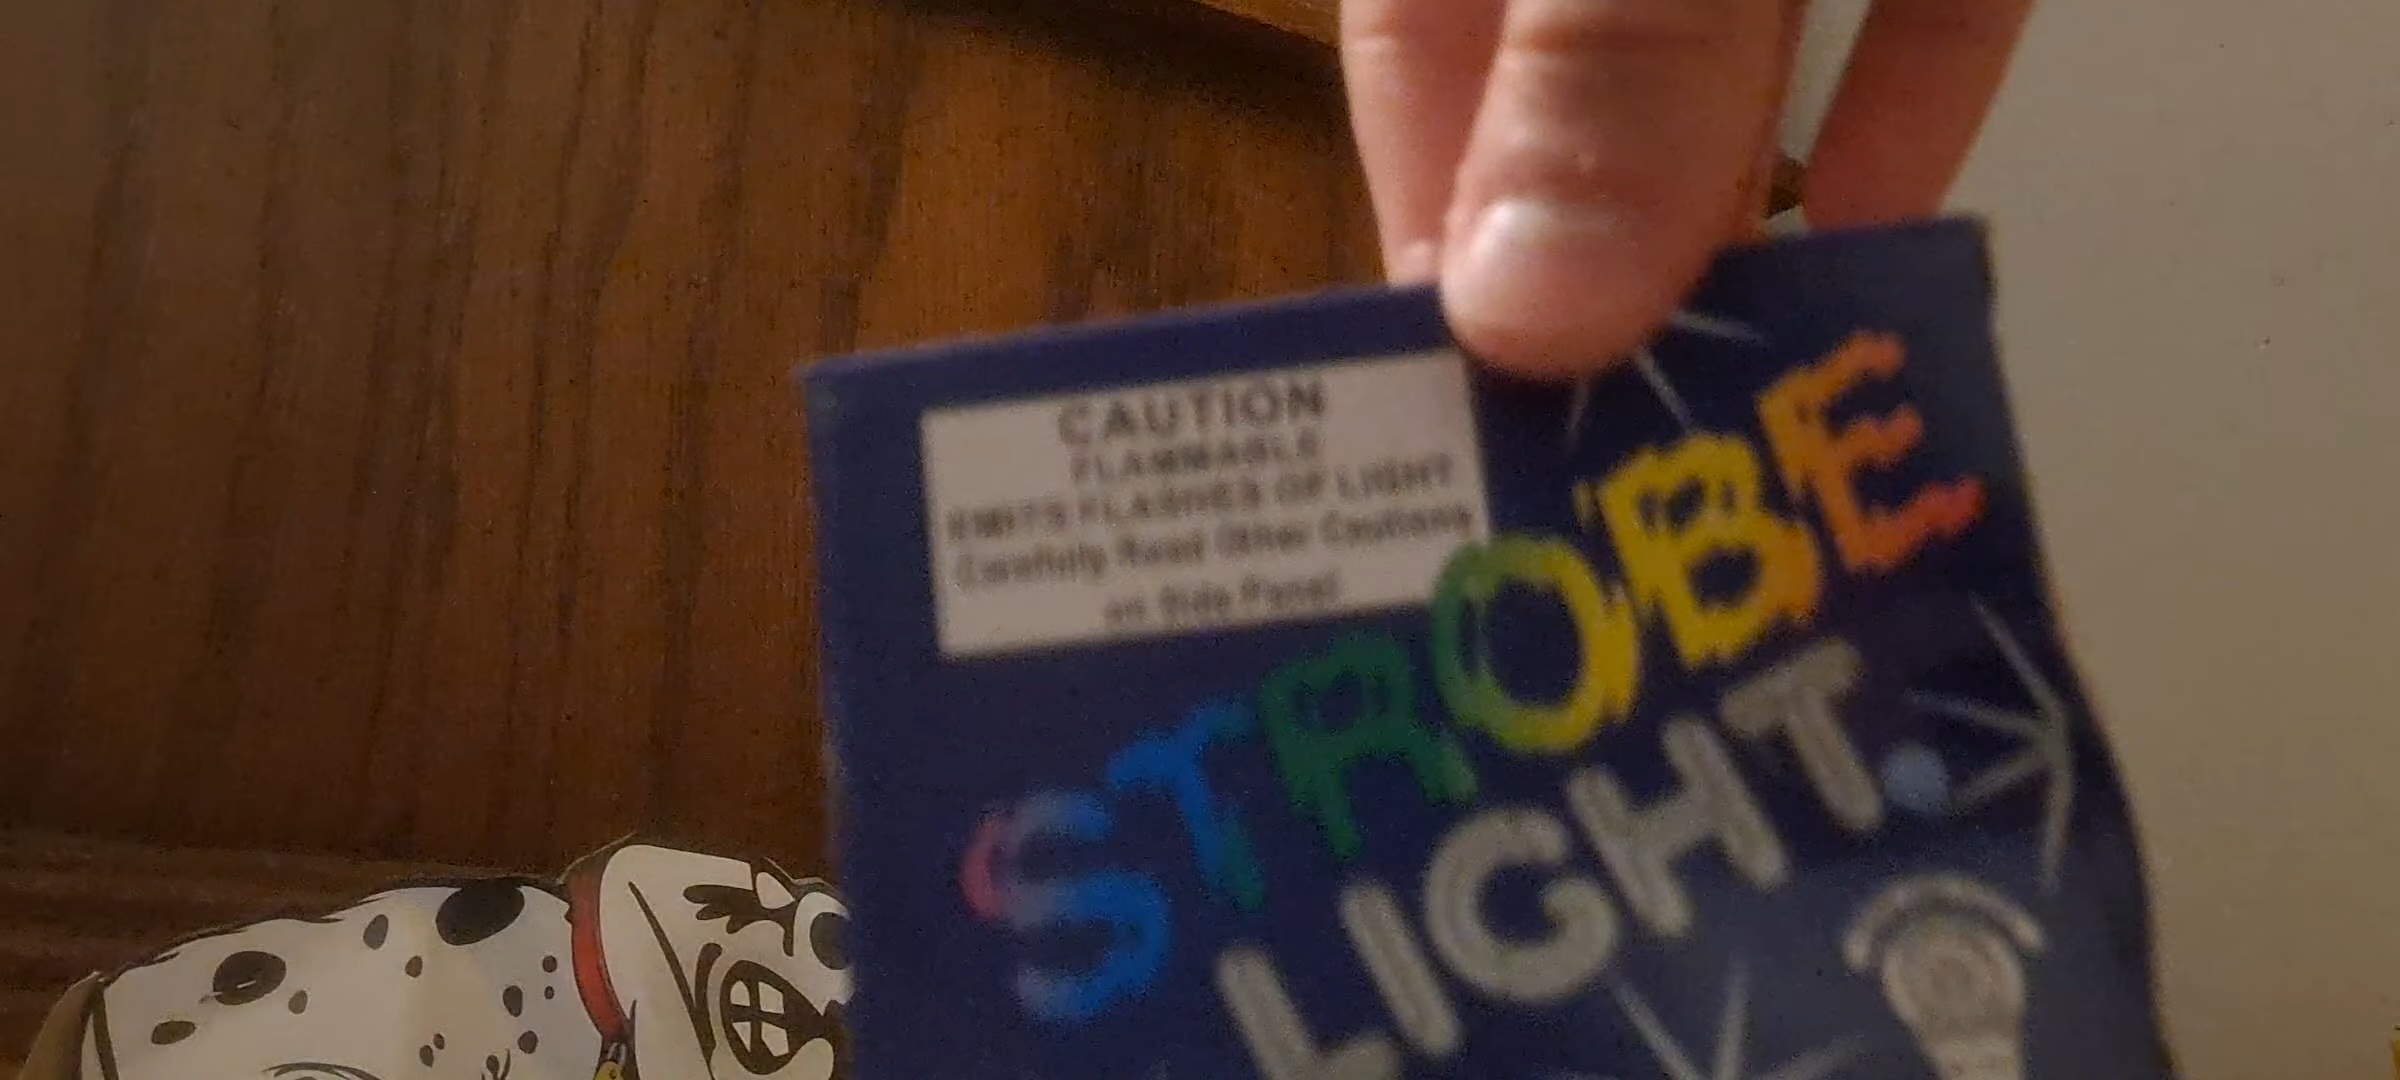 CAUTION
FLAMMABLE
EMITS FLASHES OF LIGHT
Carefully Read Other Cautions
on Side Panel
STROBE
LIGHT